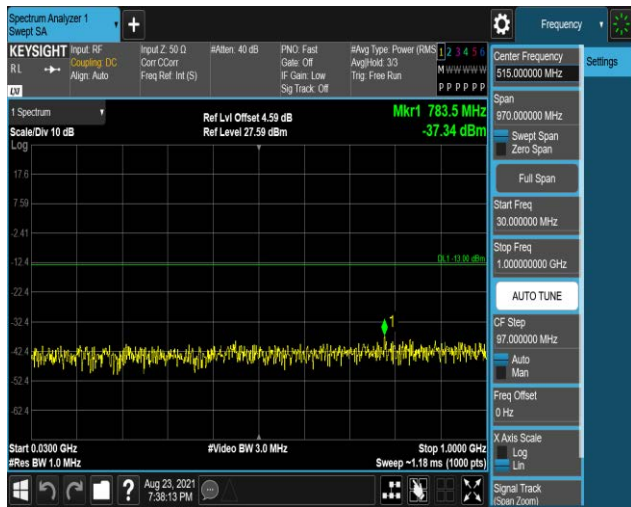 Spectrum Analyzer 1
Swept SA
+
Frequency
KEYSIGHT
RL
LXI
Input: RF
Coupling: DC
Align: Auto
Input Z: 50 Ω
Corr CCorr
Freq Ref: Int (S)
#Atten: 40 dB
PNO: Fast
Gate: Off
IF Gain: Low
Sig Track: Off
#Avg Type: Power (RMS
Avg|Hold: 3/3
Trig: Free Run
1 2 3 4 5 6
M W W W W W
P P P P P P
1 Spectrum
Scale/Div 10 dB
Log
Ref Lvl Offset 4.59 dB
Ref Level 27.59 dBm
Mkr1 783.5 MHz
-37.34 dBm
17.6
7.59
-2.41
-12.4
-22.4
-32.4
-42.4
-52.4
-62.4
DL1 -13.00 dBm
1
Start 0.0300 GHz
#Res BW 1.0 MHz
#Video BW 3.0 MHz
Stop 1.0000 GHz
Sweep ~1.18 ms (1000 pts)
?
Aug 23, 2021
7:38:13 PM
Center Frequency
515.000000 MHz
Settings
Span
970.000000 MHz
Swept Span
Zero Span
Full Span
Start Freq
30.000000 MHz
Stop Freq
1.000000000 GHz
AUTO TUNE
CF Step
97.000000 MHz
Auto
Man
Freq Offset
0 Hz
X Axis Scale
Log
Lin
Signal Track
(Span Zoom)